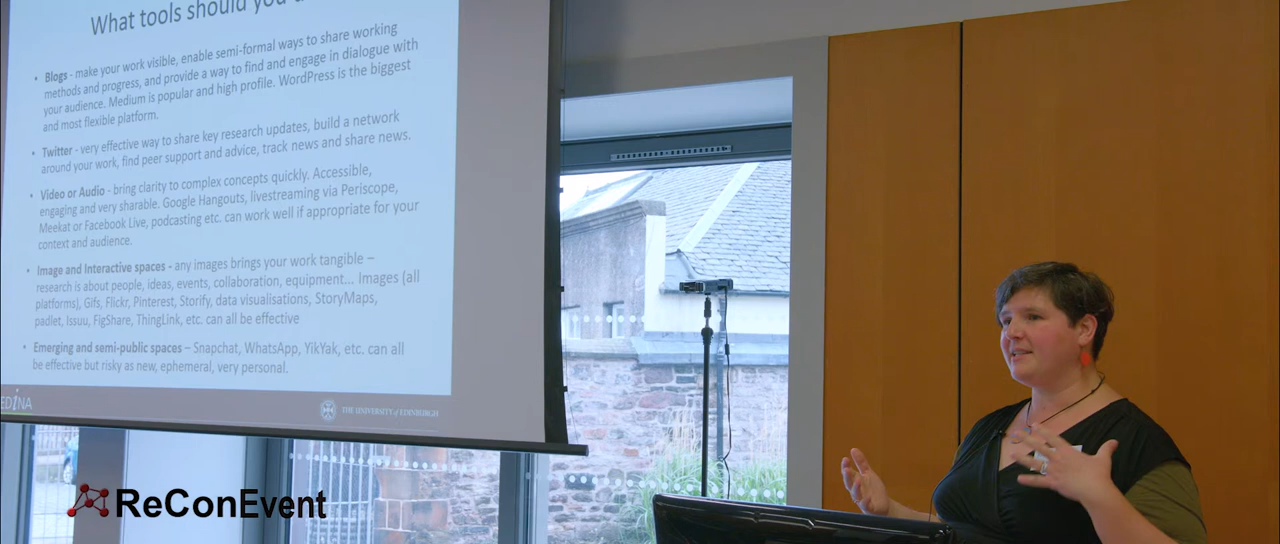 What tools should you
• Blogs - make your work visible, enable semi-formal ways to share working
methods and progress, and provide a way to find and engage in dialogue with
your audience. Medium is popular and high profile. WordPress is the biggest
and most flexible platform.
• Twitter - very effective way to share key research updates, build a network
around your work, find peer support and advice, track news and share news.
• Video or Audio - bring clarity to complex concepts quickly. Accessible,
engaging and very sharable. Google Hangouts, livestreaming via Periscope,
Meekat or Facebook Live, podcasting etc. can work well if appropriate for your
context and audience.
• Image and Interactive spaces - any images brings your work tangible –
research is about people, ideas, events, collaboration, equipment... Images (all
platforms), Gifs, Flickr, Pinterest, Storify, data visualisations, StoryMaps,
padlet, Issuu, FigShare, ThingLink, etc. can all be effective
• Emerging and semi-public spaces – Snapchat, WhatsApp, YikYak, etc. can all
be effective but risky as new, ephemeral, very personal.
EDINA
THE UNIVERSITY of EDINBURGH
ReConEvent